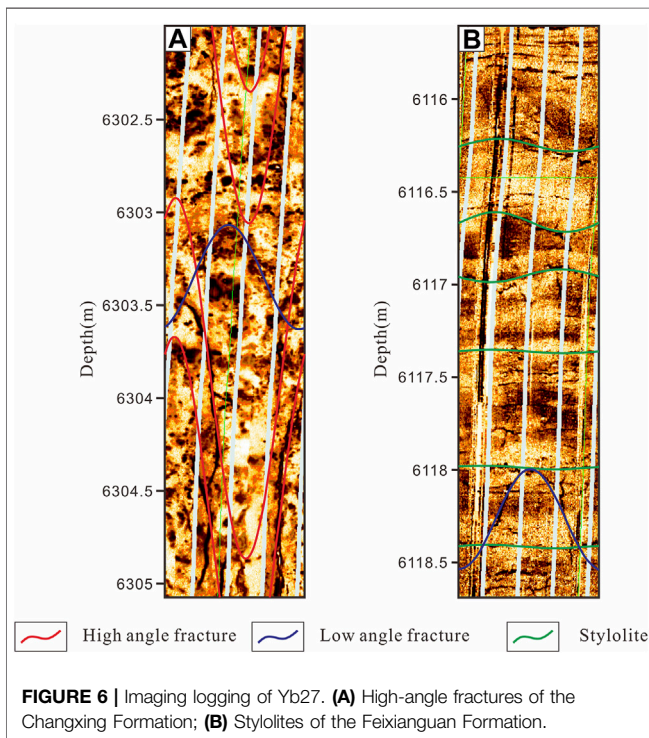 A
B
Depth(m)
6302.5
6303
6303.5
6304
6304.5
6305
Depth(m)
6116
6116.5
6117
6117.5
6118
6118.5
High angle fracture
Low angle fracture
Stylolite
FIGURE 6 | Imaging logging of Yb27. (A) High-angle fractures of the
Changxing Formation; (B) Stylolites of the Feixianguan Formation.